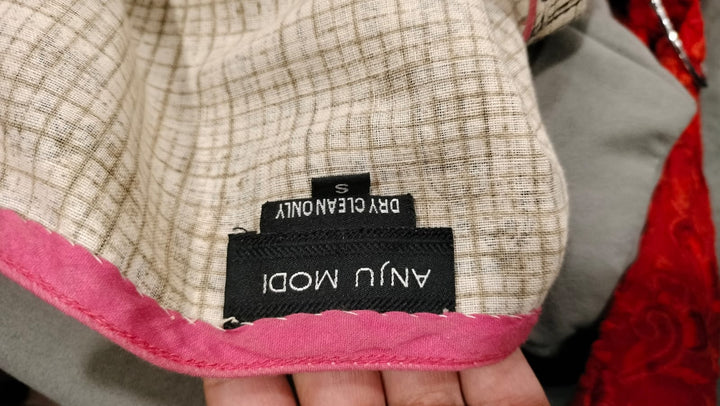 ANJU MODI
DRY CLEAN ONLY
S